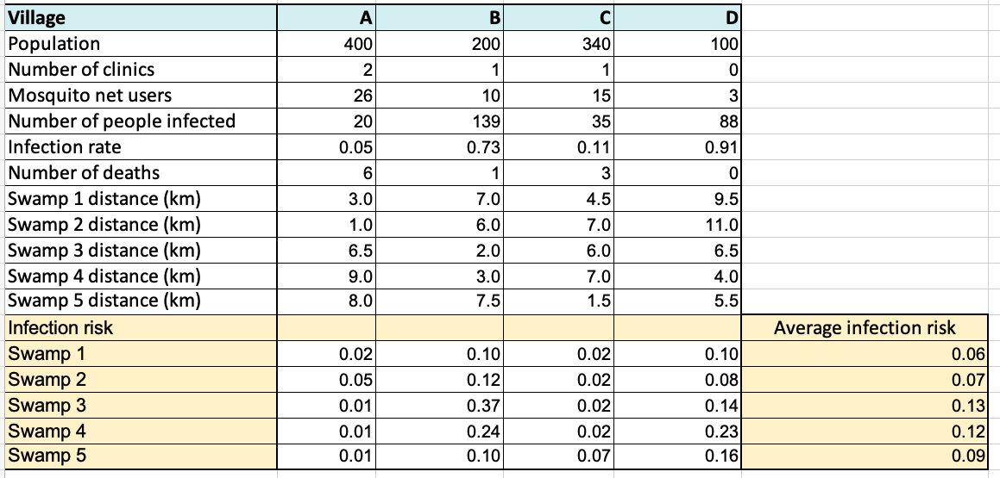 Village A B C D
Population 400 200 340 100
Number of clinics 2 1 1 0
Mosquito net users 26 10 15 3
Number of people infected 20 139 35 88
Infection rate 0.05 0.73 0.11 0.91
Number of deaths 6 1 3 0
Swamp 1 distance (km) 3.0 7.0 4.5 9.5
Swamp 2 distance (km) 1.0 6.0 7.0 11.0
Swamp 3 distance (km) 6.5 2.0 6.0 6.5
Swamp 4 distance (km) 9.0 3.0 7.0 4.0
Swamp 5 distance (km) 8.0 7.5 1.5 5.5
Infection risk Average infection risk
Swamp 1 0.02 0.10 0.02 0.10 0.06
Swamp 2 0.05 0.12 0.02 0.08 0.07
Swamp 3 0.01 0.37 0.02 0.14 0.13
Swamp 4 0.01 0.24 0.02 0.23 0.12
Swamp 5 0.01 0.10 0.07 0.16 0.09